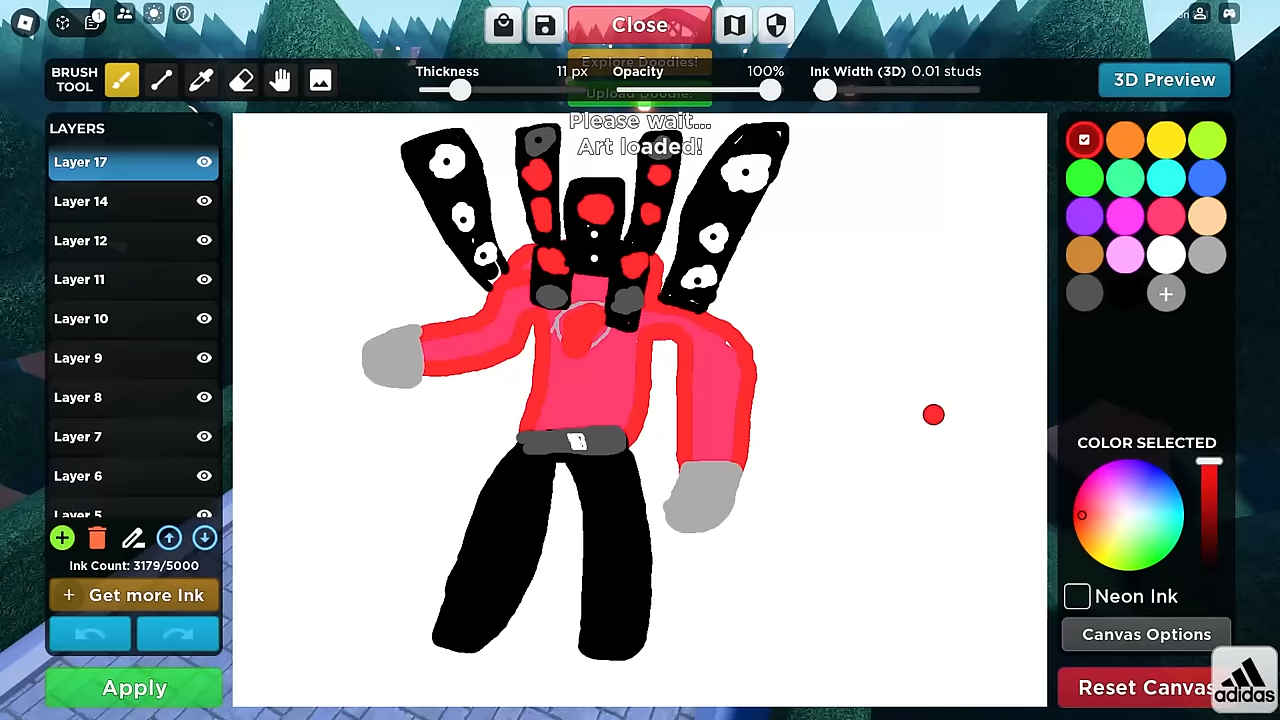 Close
Explore Doodles!
Upload Doodle!
BRUSH
TOOL
Thickness
11 px
Opacity
100%
Ink Width (3D) 0.01 studs
3D Preview
Please wait...
Art loaded!
LAYERS
Layer 17
Layer 14
Layer 12
Layer 11
Layer 10
Layer 9
Layer 8
Layer 7
Layer 6
Layer 5
Ink Count: 3179/5000
+ Get more Ink
Apply
COLOR SELECTED
Neon Ink
Canvas Options
Reset Canvas
adidas